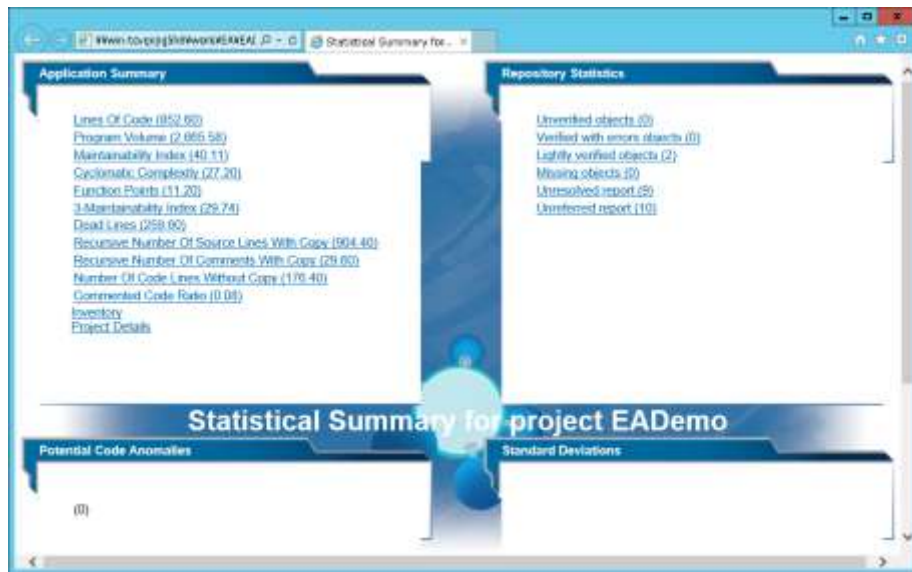 Statistical Summary for...
Application Summary
Lines Of Code (852.60)
Program Volume (2,665.58)
Maintainability Index (40.11)
Cyclomatic Complexity (27.20)
Function Points (11.20)
3-Maintainability Index (29.74)
Dead Lines (259.80)
Recursive Number Of Source Lines With Copy (904.40)
Recursive Number Of Comments With Copy (29.60)
Number Of Code Lines Without Copy (176.40)
Commented Code Ratio (0.08)
Inventory
Project Details
Repository Statistics
Unverified objects (0)
Verified with errors objects (0)
Lightly verified objects (2)
Missing objects (0)
Unresolved report (9)
Unreferred report (10)
Statistical Summary for project EADemo
Potential Code Anomalies
(0)
Standard Deviations